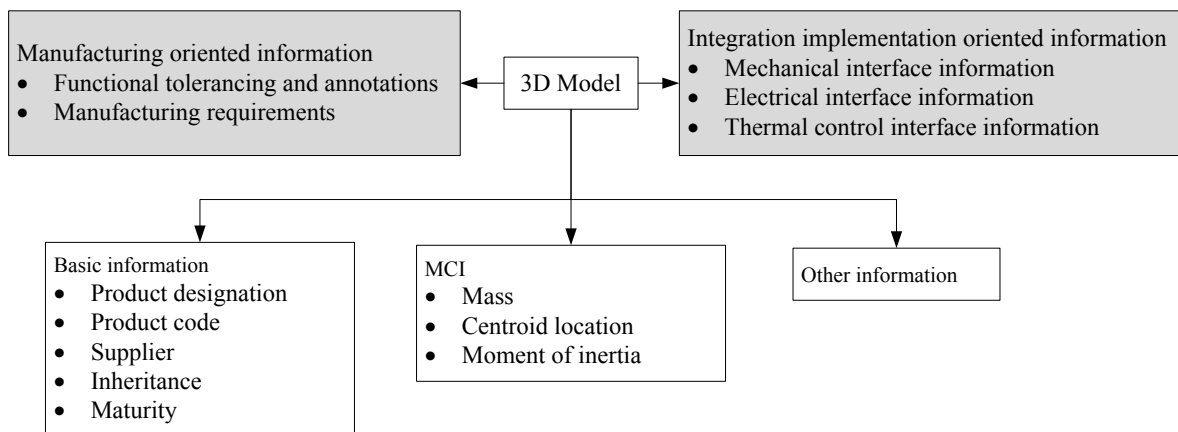 Manufacturing oriented information
• Functional tolerancing and annotations
• Manufacturing requirements
3D Model
Integration implementation oriented information
• Mechanical interface information
• Electrical interface information
• Thermal control interface information
Basic information
• Product designation
• Product code
• Supplier
• Inheritance
• Maturity
MCI
• Mass
• Centroid location
• Moment of inertia
Other information